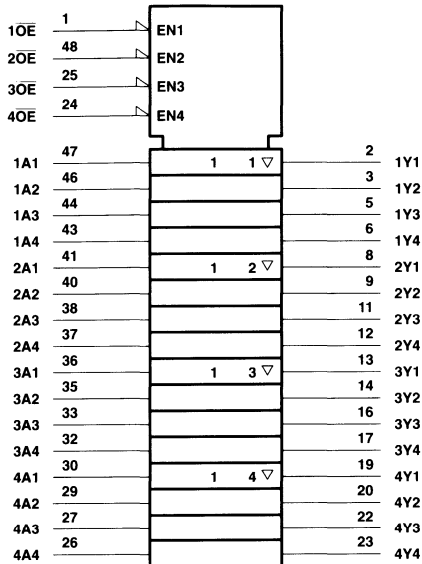 1O̅E̅ 1 EN1
2O̅E̅ 48 EN2
3O̅E̅ 25 EN3
4O̅E̅ 24 EN4
1A1 47 1 1 ▽ 2 1Y1
1A2 46 3 1Y2
1A3 44 5 1Y3
1A4 43 6 1Y4
2A1 41 1 2 ▽ 8 2Y1
2A2 40 9 2Y2
2A3 38 11 2Y3
2A4 37 12 2Y4
3A1 36 1 3 ▽ 13 3Y1
3A2 35 14 3Y2
3A3 33 16 3Y3
3A4 32 17 3Y4
4A1 30 1 4 ▽ 19 4Y1
4A2 29 20 4Y2
4A3 27 22 4Y3
4A4 26 23 4Y4